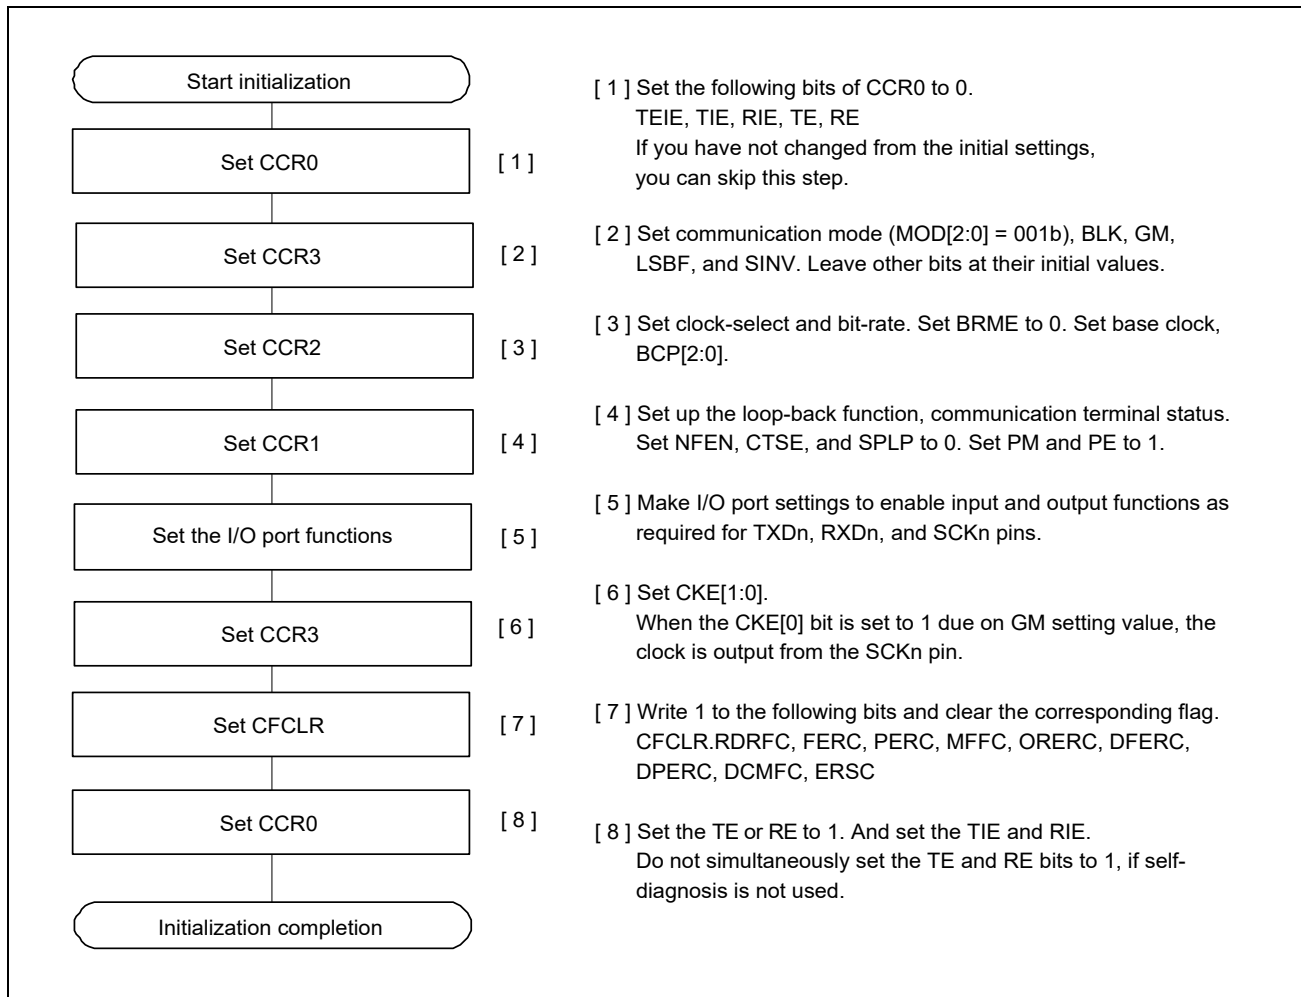 Start initialization
Set CCR0
[ 1 ]
Set CCR3
[ 2 ]
Set CCR2
[ 3 ]
Set CCR1
[ 4 ]
Set the I/O port functions
[ 5 ]
Set CCR3
[ 6 ]
Set CFCLR
[ 7 ]
Set CCR0
[ 8 ]
Initialization completion
[ 1 ] Set the following bits of CCR0 to 0.
TEIE, TIE, RIE, TE, RE
If you have not changed from the initial settings,
you can skip this step.
[ 2 ] Set communication mode (MOD[2:0] = 001b), BLK, GM,
LSBF, and SINV. Leave other bits at their initial values.
[ 3 ] Set clock-select and bit-rate. Set BRME to 0. Set base clock,
BCP[2:0].
[ 4 ] Set up the loop-back function, communication terminal status.
Set NFEN, CTSE, and SPLP to 0. Set PM and PE to 1.
[ 5 ] Make I/O port settings to enable input and output functions as
required for TXDn, RXDn, and SCKn pins.
[ 6 ] Set CKE[1:0].
When the CKE[0] bit is set to 1 due on GM setting value, the
clock is output from the SCKn pin.
[ 7 ] Write 1 to the following bits and clear the corresponding flag.
CFCLR.RDRFC, FERC, PERC, MFFC, ORERC, DFERC,
DPERC, DCMFC, ERSC
[ 8 ] Set the TE or RE to 1. And set the TIE and RIE.
Do not simultaneously set the TE and RE bits to 1, if self-
diagnosis is not used.